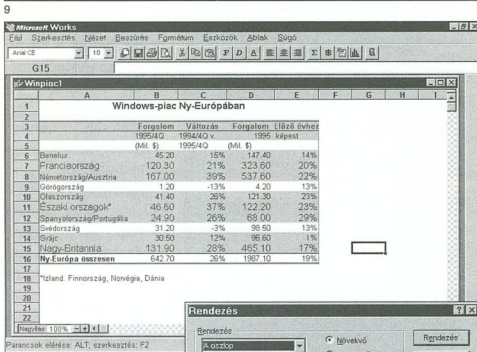 9
Microsoft Works
Fájl Szerkesztés Nézet Beszúrás Formátum Eszközök Ablak Súgó
Arial CE 10 F D A Σ $
G15
Winpiac1
A B C D E F G H I
1 Windows-piac Ny-Európában
2
3 Forgalom Változás Forgalom Előző évhez
4 1995/4Q 1994/4Q v. 1995 képest
5 (Mil. $) (Mil. $)
6 Benelux 45.20 15% 147.40 14%
7 Franciaország 120.30 21% 323.60 20%
8 Németország/Ausztria 167.00 39% 537.60 22%
9 Görögország 1.20 -13% 4.20 13%
10 Olaszország 41.40 26% 121.30 23%
11 Északi országok* 46.60 37% 122.20 23%
12 Spanyolország/Portugália 24.90 26% 68.00 29%
13 Svédország 31.20 -3% 98.50 13%
14 Svájc 30.50 12% 96.60 1%
15 Nagy-Britannia 131.90 28% 465.10 17%
16 Ny-Európa összesen 642.70 26% 1987.10 19%
17
18 *Izland. Finnország, Norvégia, Dánia
19
20
21
22
Nagyítás 100%
Parancsok elérése: ALT; szerkesztés: F2
Rendezés
Rendezés
A oszlop
Növekvő
Rendezés